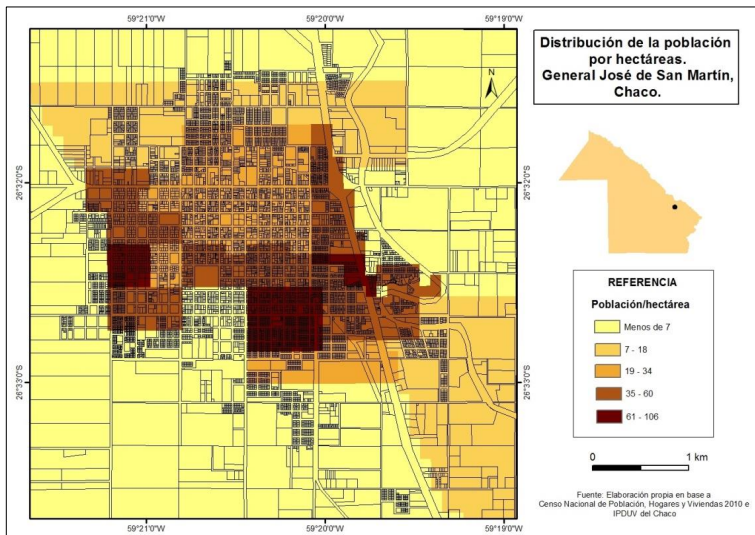 59°21'0"W
59°20'0"W
59°19'0"W
26°32'0"S
26°33'0"S
26°32'0"S
26°33'0"S
59°21'0"W
59°20'0"W
59°19'0"W
Distribución de la población
por hectáreas.
General José de San Martín,
Chaco.
N
REFERENCIA
Población/hectárea
Menos de 7
7 - 18
19 - 34
35 - 60
61 - 106
0 1 km
Fuente: Elaboración propia en base a
Censo Nacional de Población, Hogares y Viviendas 2010 e
IPDUV del Chaco